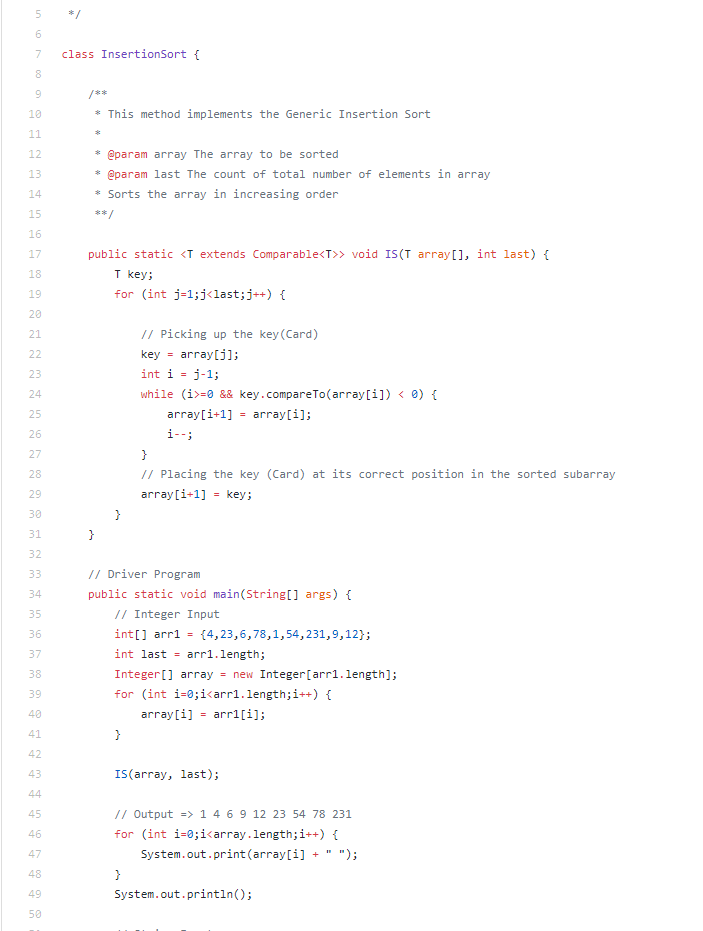 5 */
6
7 class InsertionSort {
8
9 /**
10 * This method implements the Generic Insertion Sort
11 *
12 * @param array The array to be sorted
13 * @param last The count of total number of elements in array
14 * Sorts the array in increasing order
15 **/
16
17 public static <T extends Comparable<T>> void IS(T array[], int last) {
18 T key;
19 for (int j=1;j<last;j++) {
20
21 // Picking up the key(Card)
22 key = array[j];
23 int i = j-1;
24 while (i>=0 && key.compareTo(array[i]) < 0) {
25 array[i+1] = array[i];
26 i--;
27 }
28 // Placing the key (Card) at its correct position in the sorted subarray
29 array[i+1] = key;
30 }
31 }
32
33 // Driver Program
34 public static void main(String[] args) {
35 // Integer Input
36 int[] arr1 = {4,23,6,78,1,54,231,9,12};
37 int last = arr1.length;
38 Integer[] array = new Integer[arr1.length];
39 for (int i=0;i<arr1.length;i++) {
40 array[i] = arr1[i];
41 }
42
43 IS(array, last);
44
45 // Output => 1 4 6 9 12 23 54 78 231
46 for (int i=0;i<array.length;i++) {
47 System.out.print(array[i] + " ");
48 }
49 System.out.println();
50